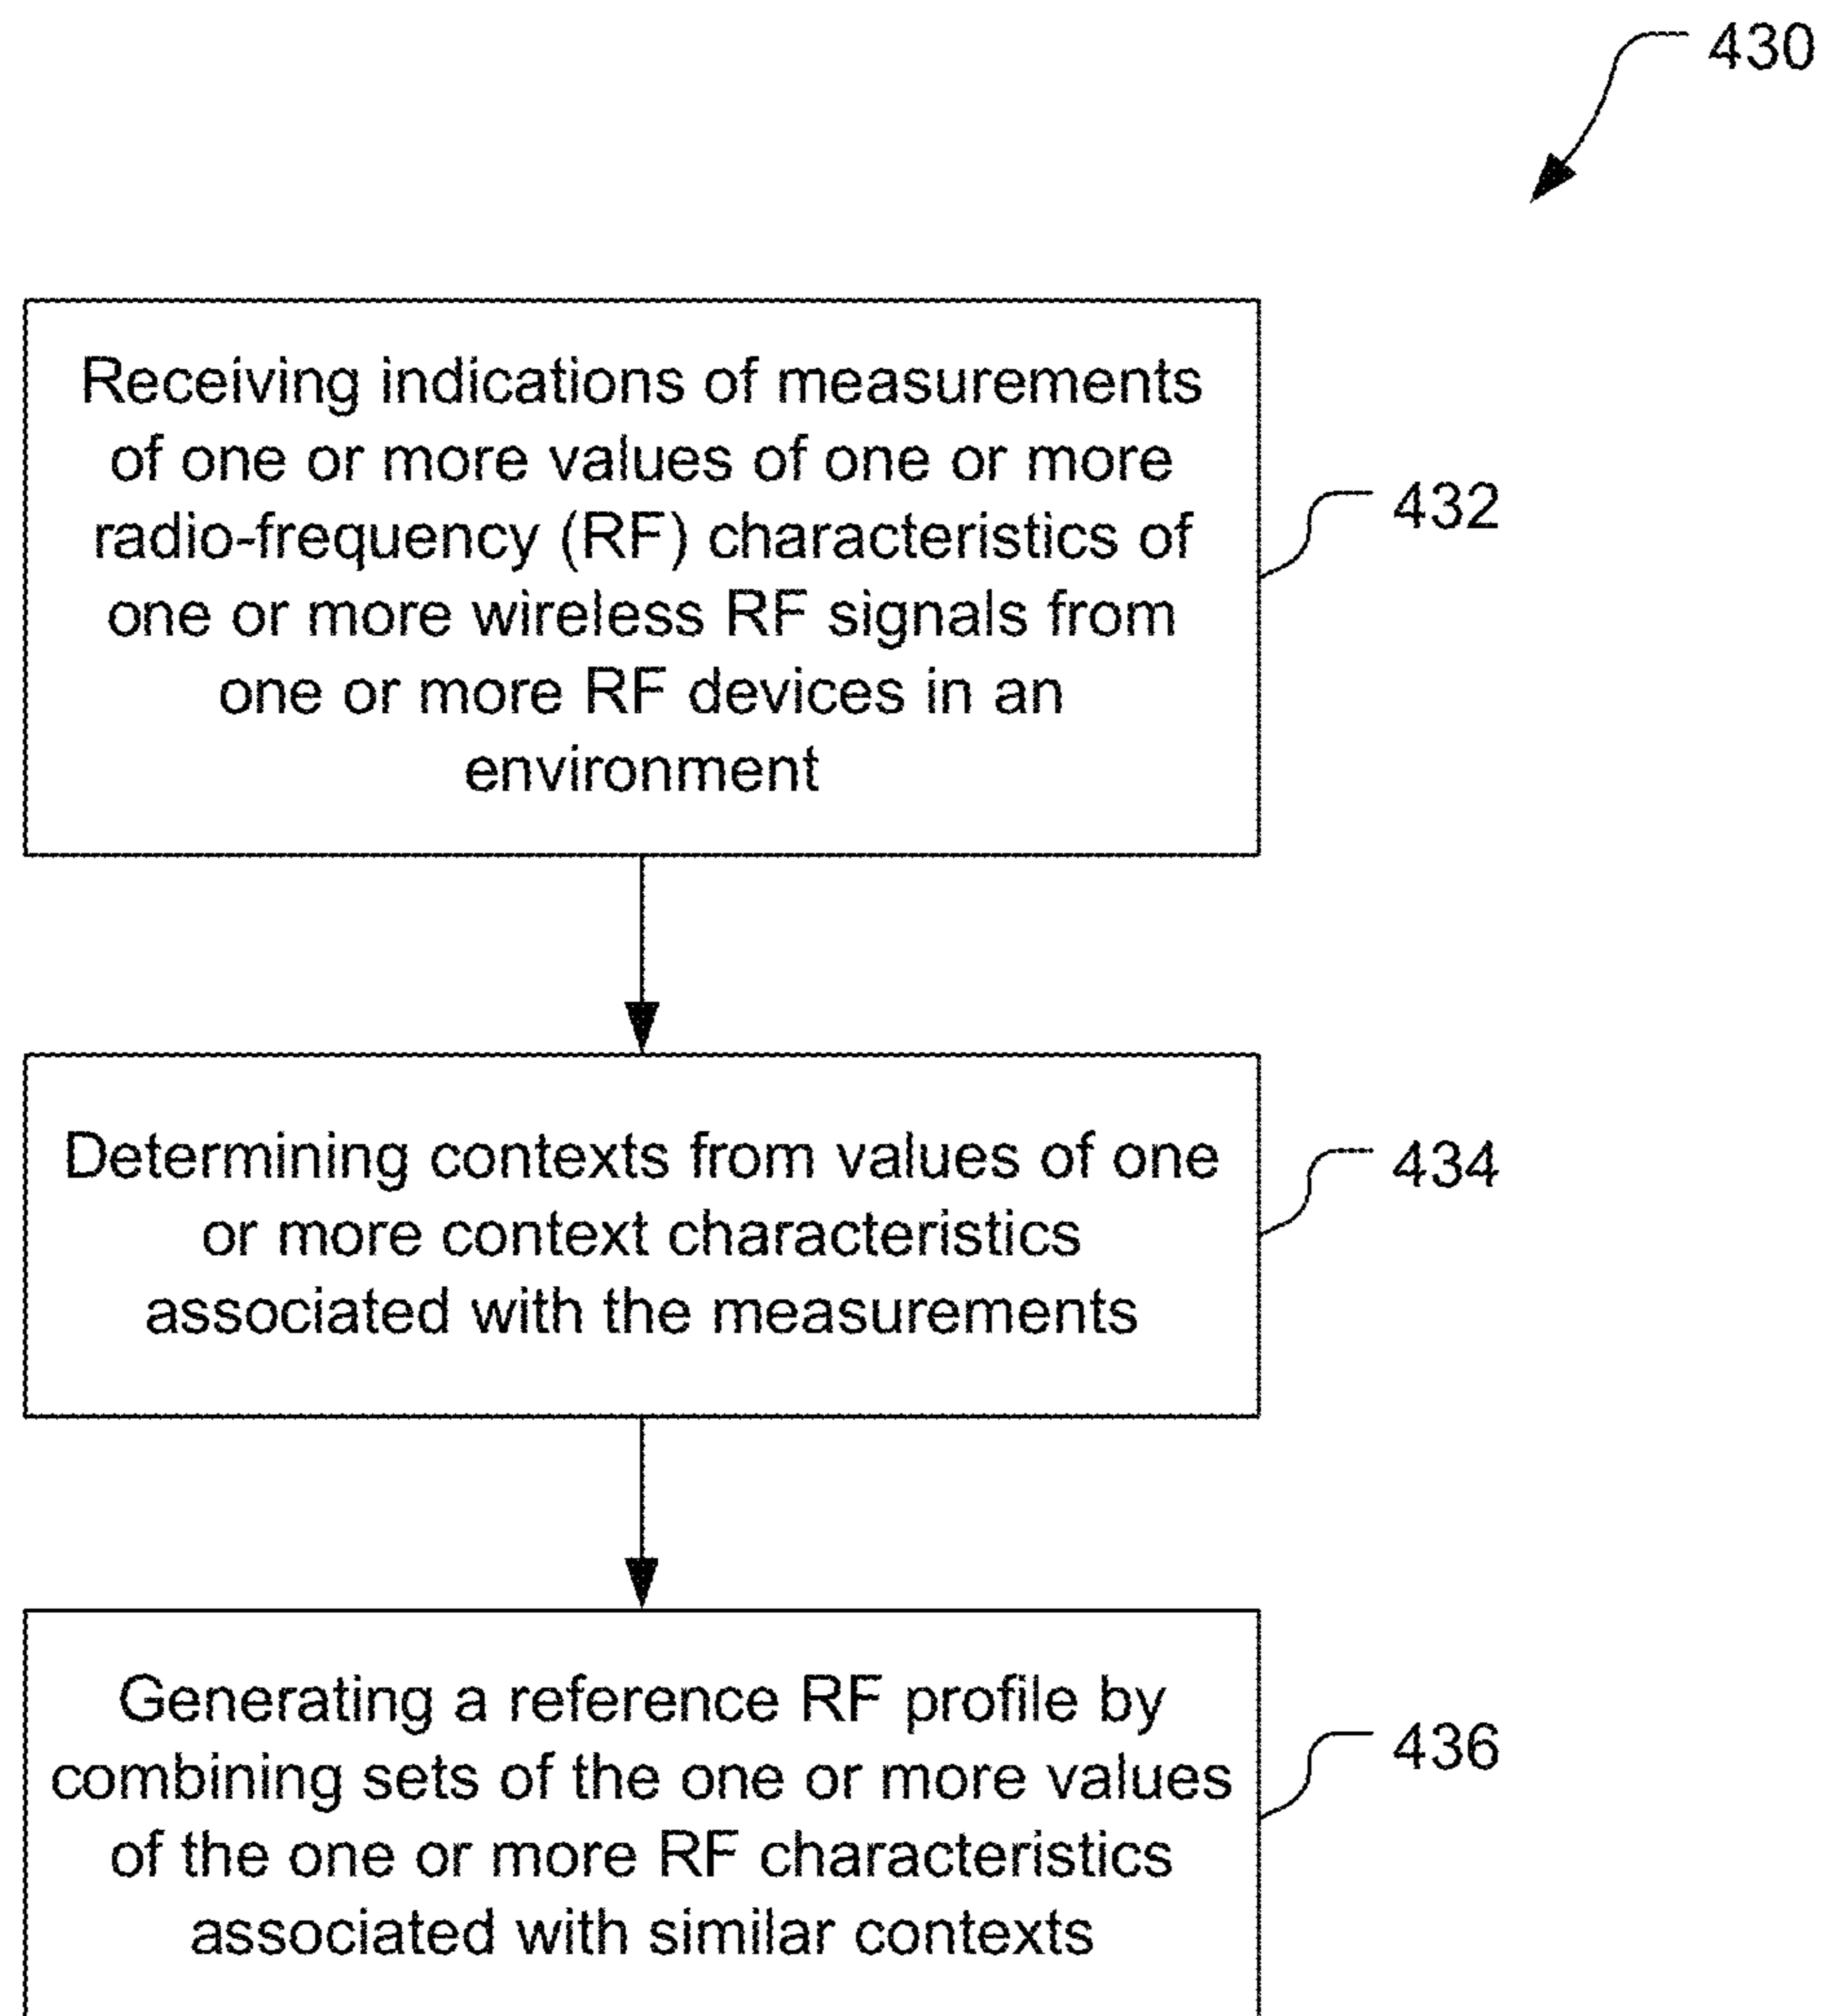 430
Receiving indications of measurements
of one or more values of one or more
radio-frequency (RF) characteristics of
one or more wireless RF signals from
one or more RF devices in an
environment
432
Determining contexts from values of one
or more context characteristics
associated with the measurements
434
Generating a reference RF profile by
combining sets of the one or more values
of the one or more RF characteristics
associated with similar contexts
436